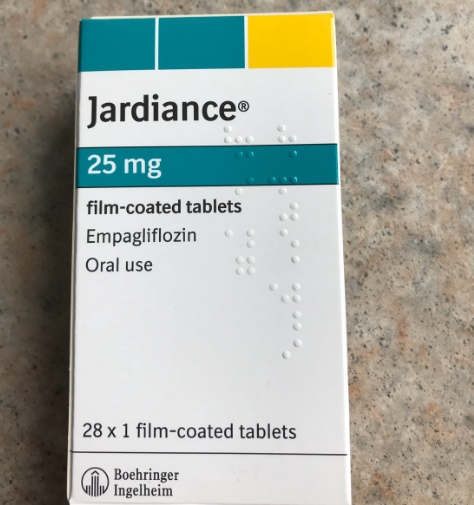 Jardiance®
25 mg
film-coated tablets
Empagliflozin
Oral use
28 x 1 film-coated tablets
Boehringer
Ingelheim